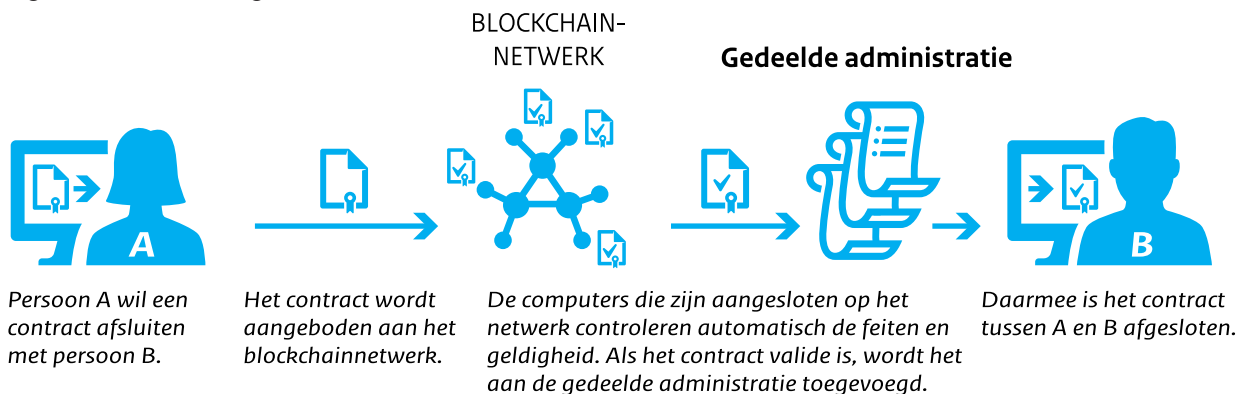 BLOCKCHAIN-
NETWERK
Gedeelde administratie
A
B
Persoon A wil een
contract afsluiten
met persoon B.
Het contract wordt
aangeboden aan het
blockchainnetwerk.
De computers die zijn aangesloten op het
netwerk controleren automatisch de feiten en
geldigheid. Als het contract valide is, wordt het
aan de gedeelde administratie toegevoegd.
Daarmee is het contract
tussen A en B afgesloten.